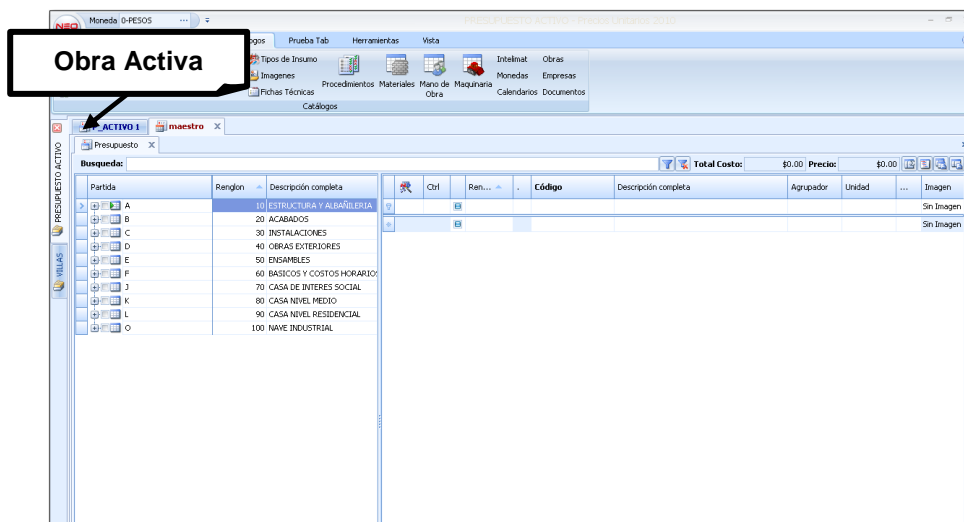 NEO
Moneda 0-PESOS ...
PRESUPUESTO ACTIVO - Precios Unitarios 2010
Obra Activa
ogos Prueba Tab Herramientas Vista
Tipos de Insumo
Imagenes
Fichas Técnicas
Procedimientos Materiales Mano de Obra Maquinaria
Intelimat Obras
Monedas Empresas
Calendarios Documentos
Catálogos
_ACTIVO 1 maestro X
Presupuesto X
PRESUPUESTO ACTIVO
VILLAS
Busqueda: Total Costo: $0.00 Precio: $0.00
Partida Renglon Descripción completa Ctrl Ren... . Código Descripción completa Agrupador Unidad ... Imagen
A 10 ESTRUCTURA Y ALBAÑILERIA Sin Imagen
B 20 ACABADOS Sin Imagen
C 30 INSTALACIONES
D 40 OBRAS EXTERIORES
E 50 ENSAMBLES
F 60 BASICOS Y COSTOS HORARIOS
J 70 CASA DE INTERES SOCIAL
K 80 CASA NIVEL MEDIO
L 90 CASA NIVEL RESIDENCIAL
O 100 NAVE INDUSTRIAL